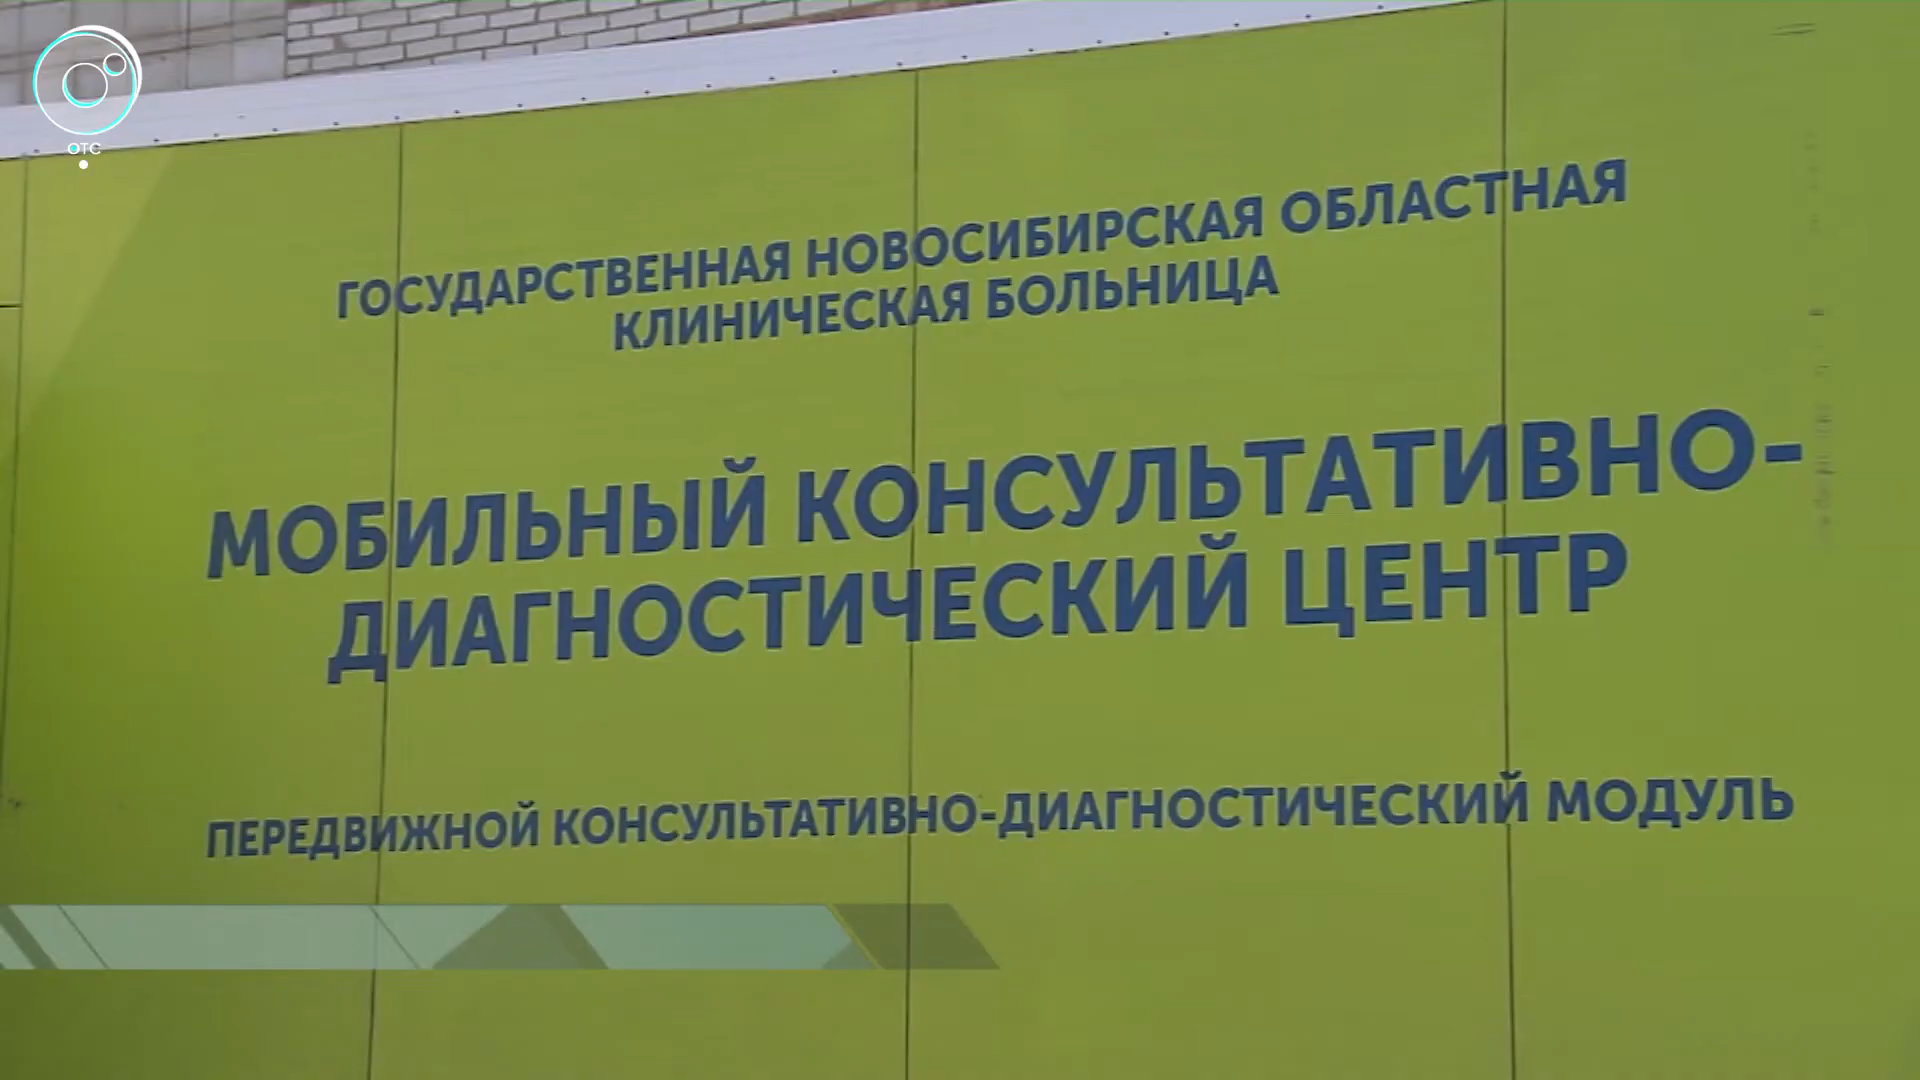 ОТС
ГОСУДАРСТВЕННАЯ НОВОСИБИРСКАЯ ОБЛАСТНАЯ
КЛИНИЧЕСКАЯ БОЛЬНИЦА
МОБИЛЬНЫЙ КОНСУЛЬТАТИВНО-
ДИАГНОСТИЧЕСКИЙ ЦЕНТР
ПЕРЕДВИЖНОЙ КОНСУЛЬТАТИВНО-ДИАГНОСТИЧЕСКИЙ МОДУЛЬ